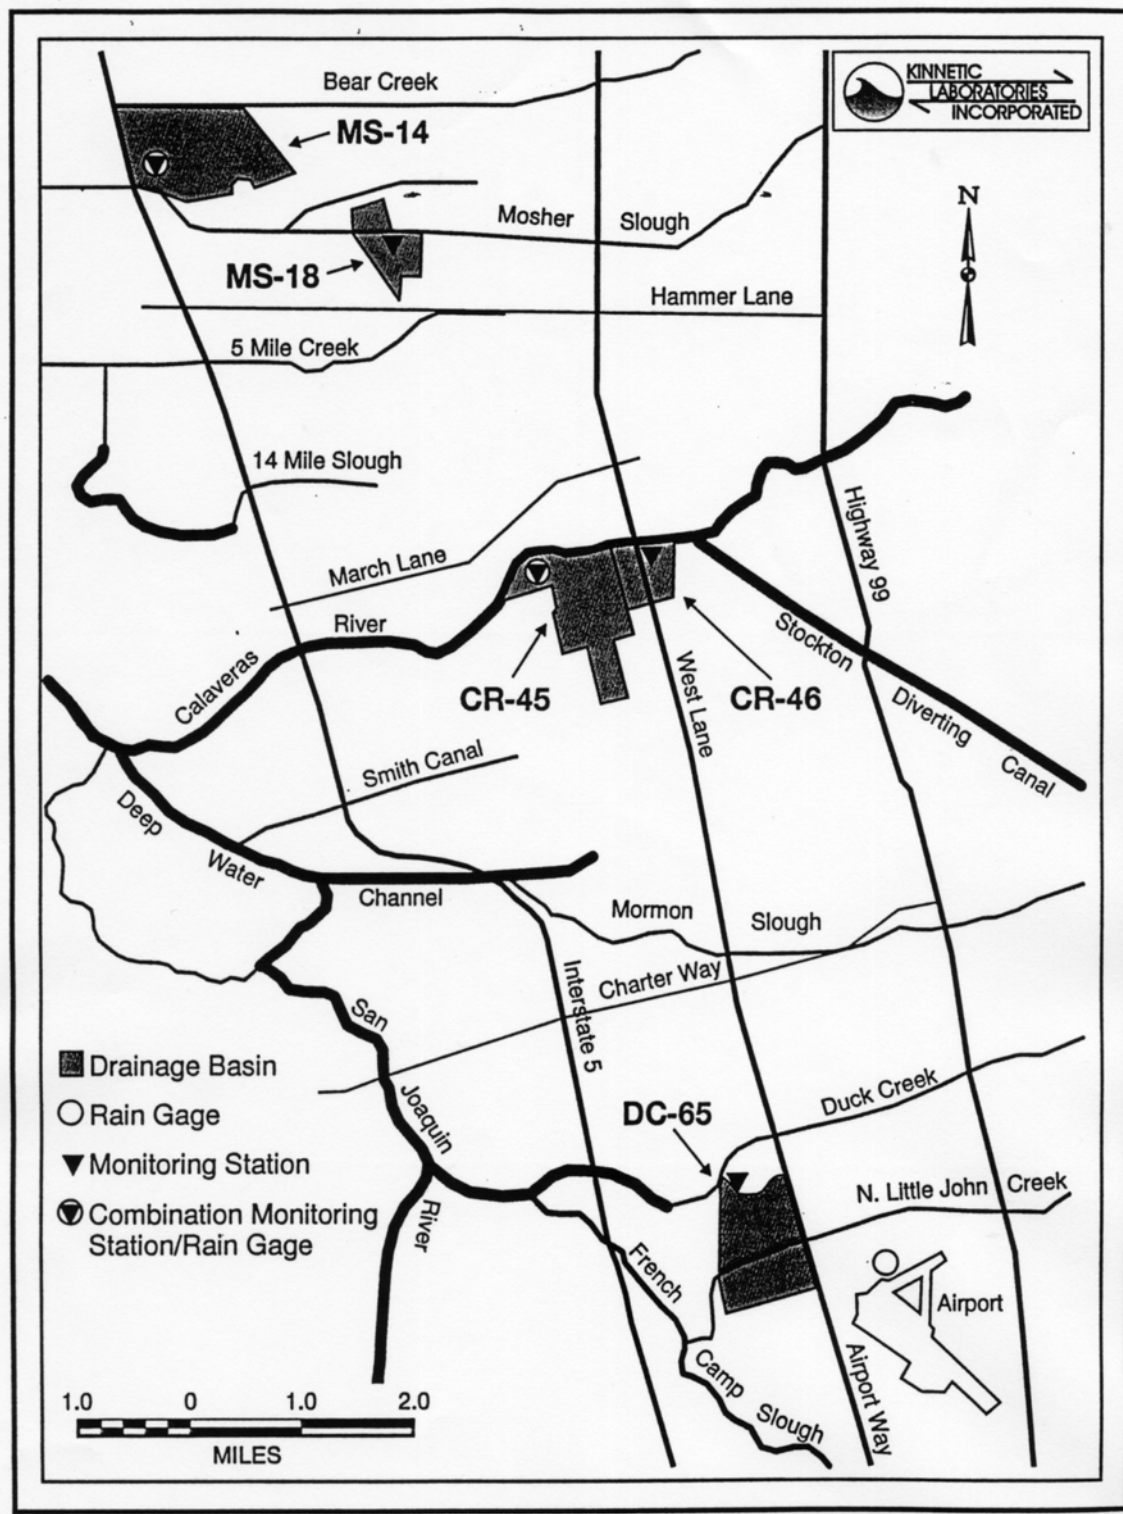 Bear Creek
KINNETIC
LABORATORIES
INCORPORATED
MS-14
N
Mosher Slough
MS-18
Hammer Lane
5 Mile Creek
14 Mile Slough
Highway 99
March Lane
River
Calaveras
Stockton
Diverting
Canal
CR-45
CR-46
West Lane
Smith Canal
Deep
Water
Channel
Mormon Slough
Charter Way
Interstate 5
San
Joaquin
River
Drainage Basin
Rain Gage
Monitoring Station
Combination Monitoring
Station/Rain Gage
DC-65
Duck Creek
N. Little John Creek
French
Camp
Slough
Airport
Airport Way
1.0 0 1.0 2.0
MILES